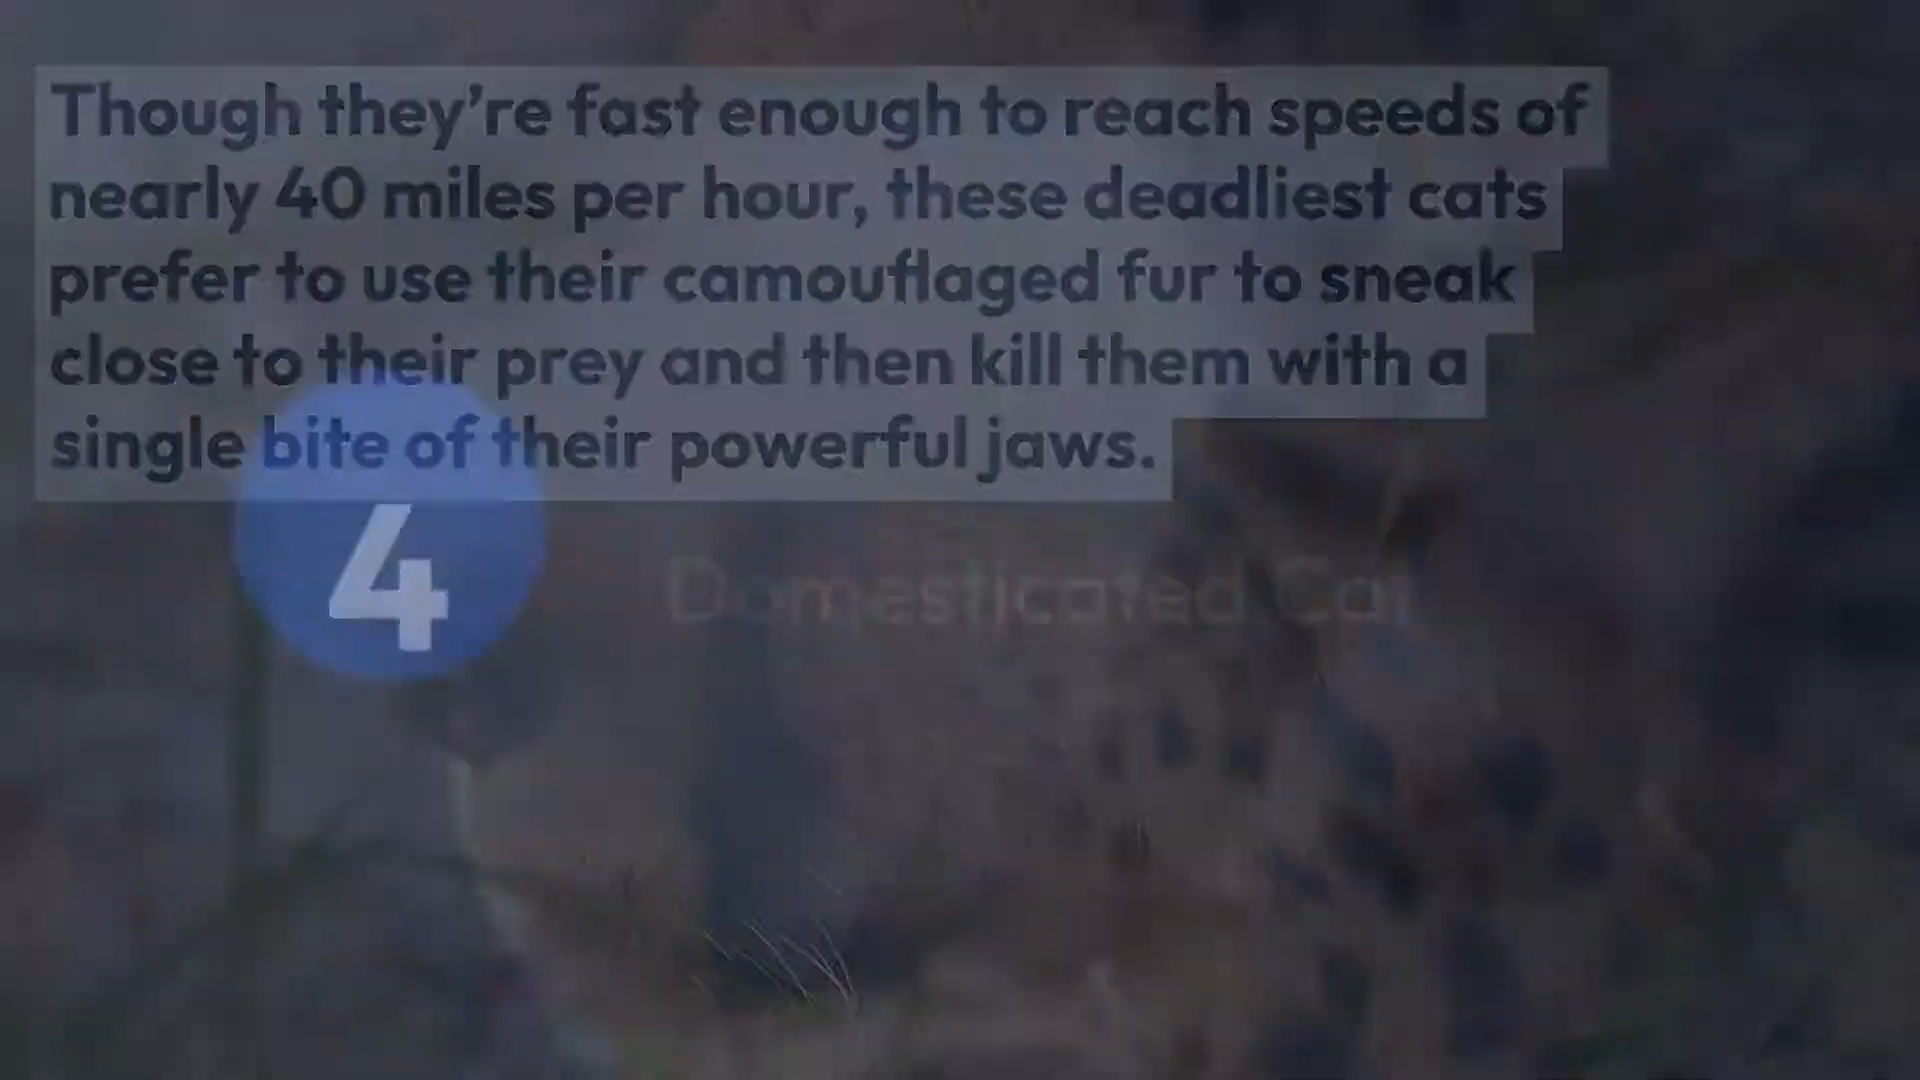 Though they're fast enough to reach speeds of
nearly 40 miles per hour, these deadliest cats
prefer to use their camouflaged fur to sneak
close to their prey and then kill them with a
single bite of their powerful jaws.
4
Domesticated Cat